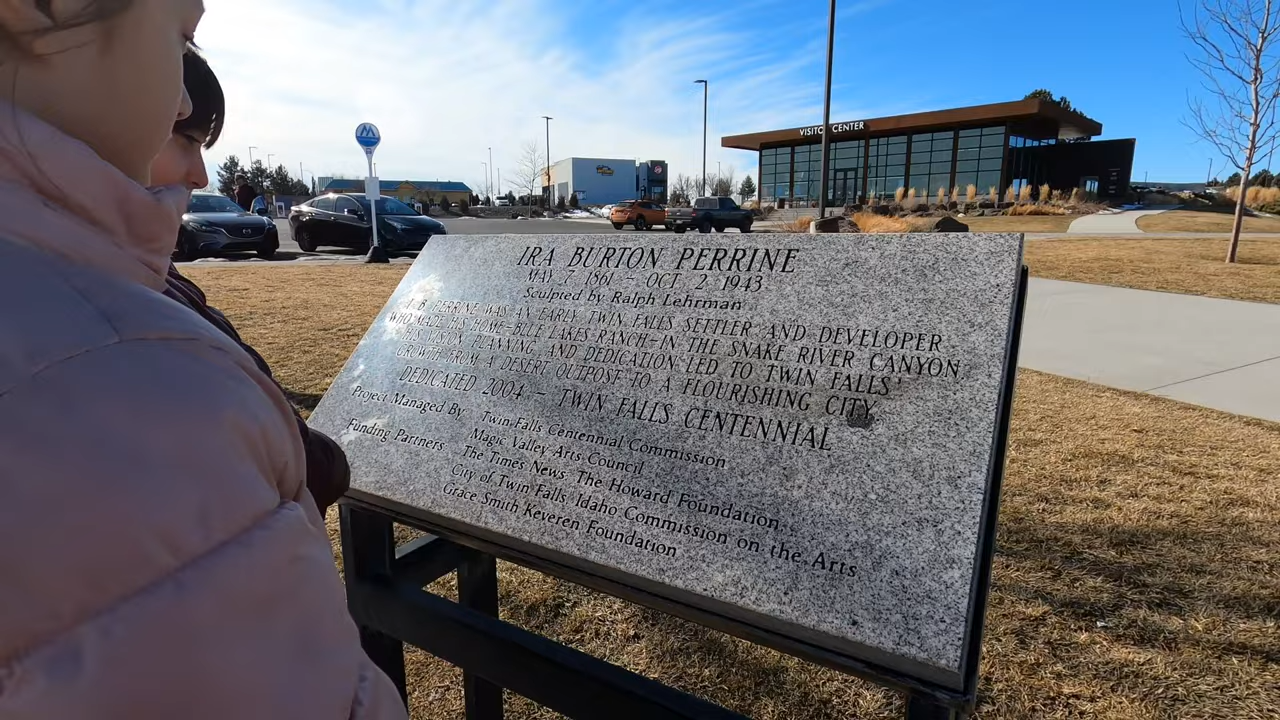 VISITOR CENTER
M
IRA BURTON PERRINE
MAY 7 1861 - OCT 2 1943
Sculpted by Ralph Lehrman
I. B. PERRINE WAS AN EARLY TWIN FALLS SETTLER AND DEVELOPER
WHO MADE HIS HOME-BLUE LAKES RANCH-IN THE SNAKE RIVER CANYON
HIS VISION PLANNING AND DEDICATION LED TO TWIN FALLS'
GROWTH FROM A DESERT OUTPOST TO A FLOURISHING CITY.
DEDICATED 2004 - TWIN FALLS CENTENNIAL
Project Managed By: Twin Falls Centennial Commission
Magic Valley Arts Council
Funding Partners: The Times News, The Howard Foundation
City of Twin Falls, Idaho Commission on the Arts
Grace Smith Keveren Foundation